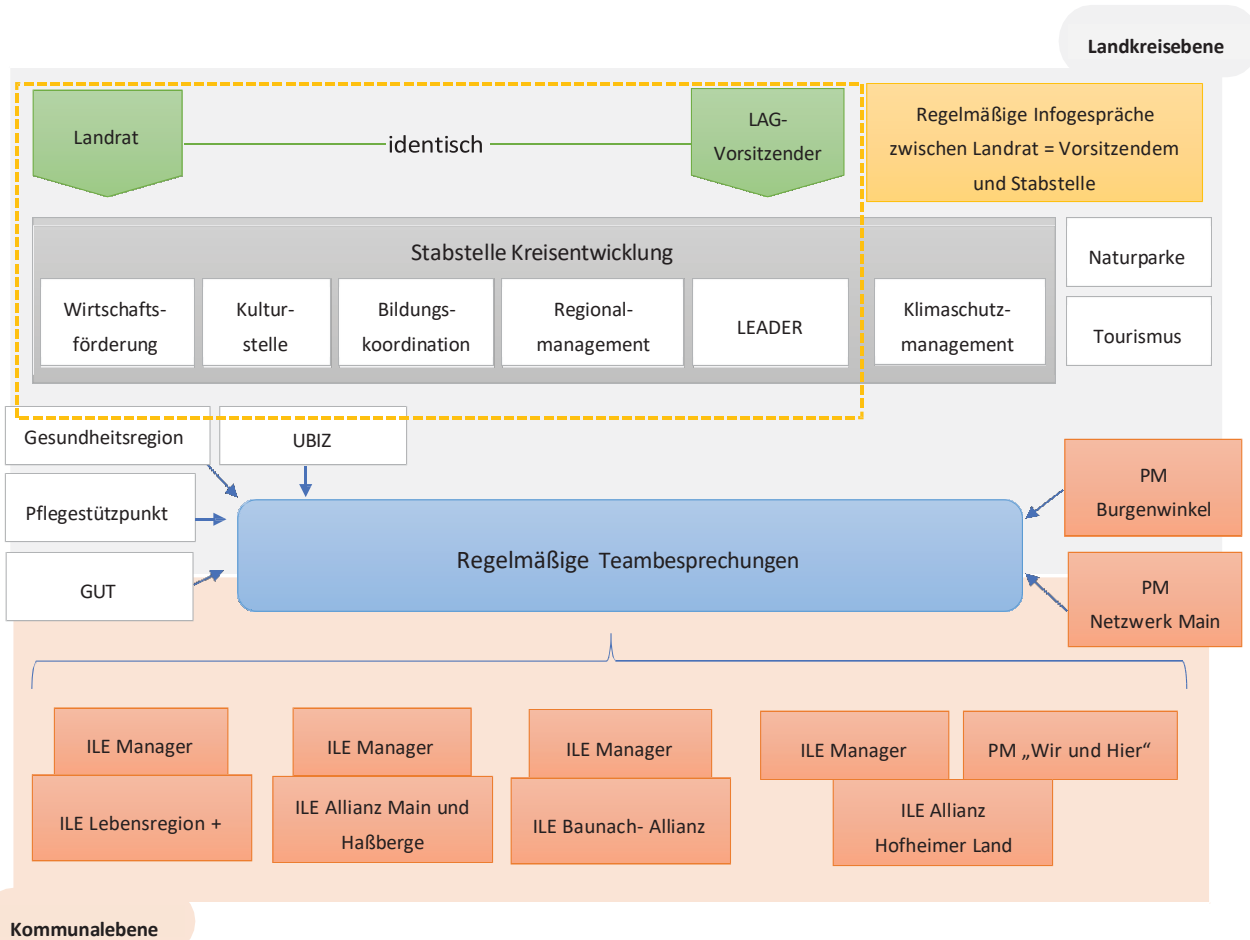 Landkreisebene
Landrat
identisch
LAG-
Vorsitzender
Regelmäßige Infogespräche
zwischen Landrat = Vorsitzendem
und Stabstelle
Stabstelle Kreisentwicklung
Wirtschafts-
förderung
Kultur-
stelle
Bildungs-
koordination
Regional-
management
LEADER
Klimaschutz-
management
Naturparke
Tourismus
Gesundheitsregion
UBIZ
Pflegestützpunkt
GUT
Regelmäßige Teambesprechungen
PM
Burgenwinkel
PM
Netzwerk Main
ILE Manager
ILE Lebensregion +
ILE Manager
ILE Allianz Main und
Haßberge
ILE Manager
ILE Baunach- Allianz
ILE Manager
PM „Wir und Hier“
ILE Allianz
Hofheimer Land
Kommunalebene